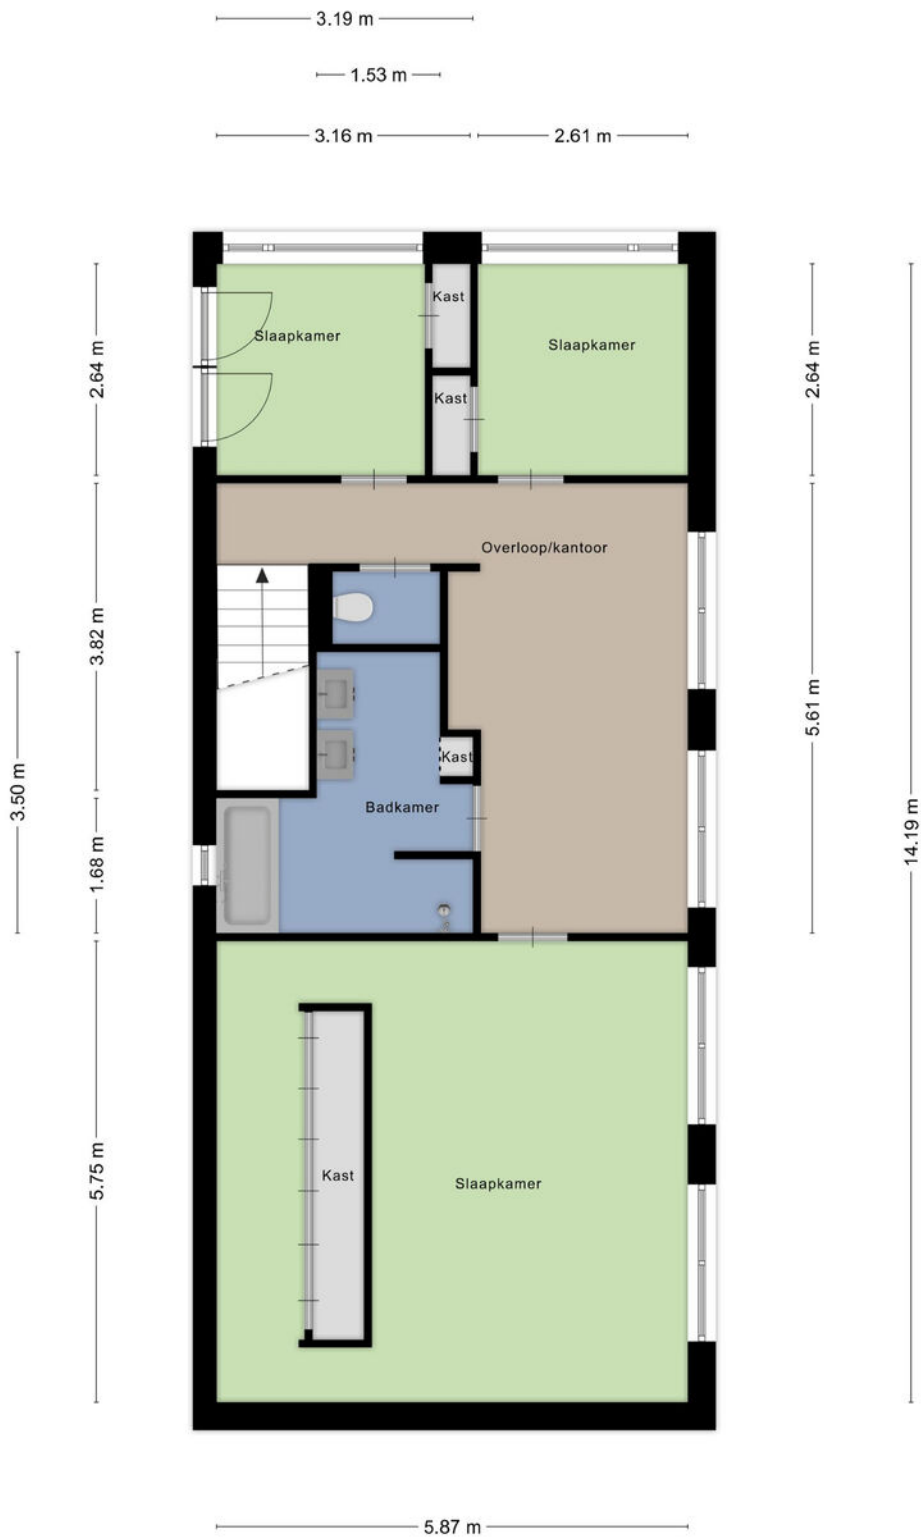 3.19 m
1.53 m
3.16 m
2.61 m
Kast
Slaapkamer
Slaapkamer
2.64 m
2.64 m
Kast
Overloop/kantoor
3.82 m
5.61 m
Kast
3.50 m
Badkamer
14.19 m
1.68 m
5.75 m
Kast
Slaapkamer
5.87 m